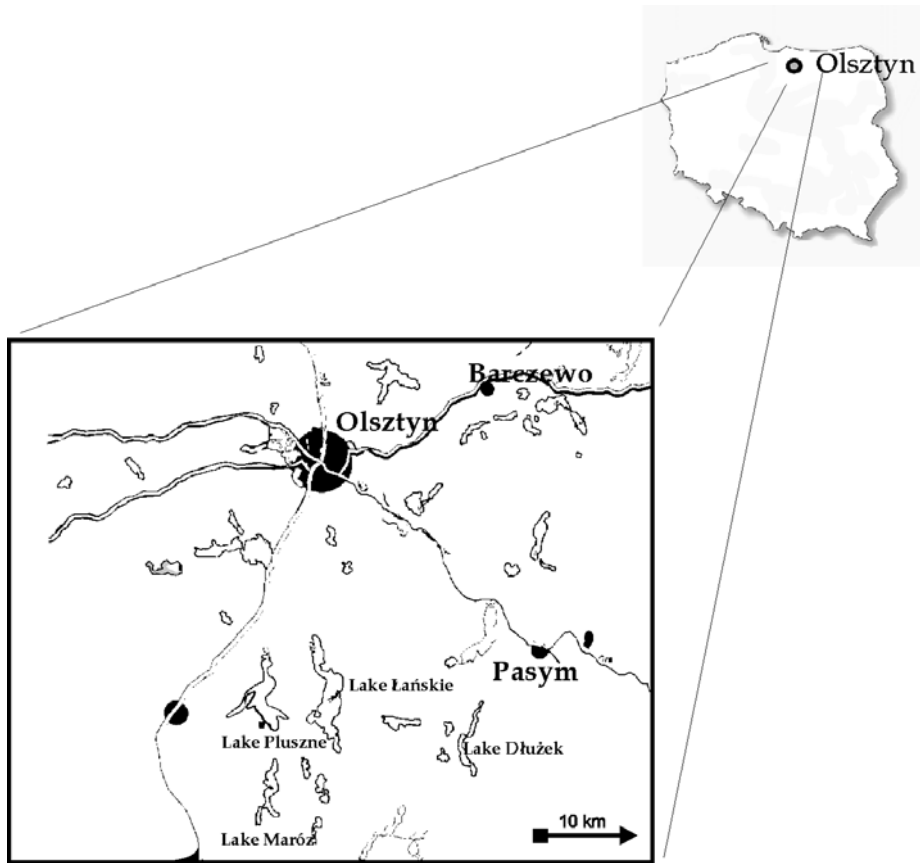 Olsztyn
Barczewo
Olsztyn
Pasym
Lake Łańskie
Lake Pluszne
Lake Dłużek
Lake Maróz
10 km